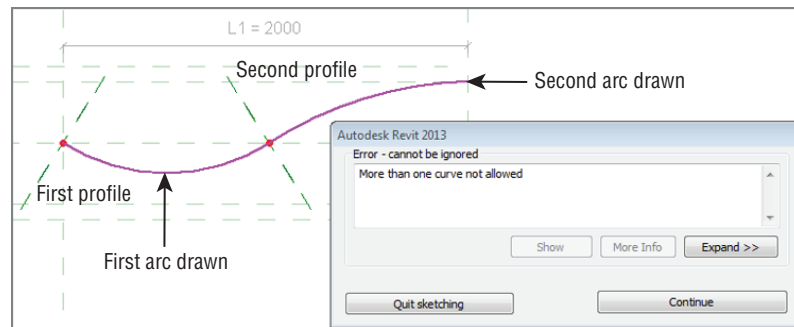 L1 = 2000
Second profile
Second arc drawn
First profile
First arc drawn
Autodesk Revit 2013
Error - cannot be ignored
More than one curve not allowed
Show
More Info
Expand >>
Quit sketching
Continue